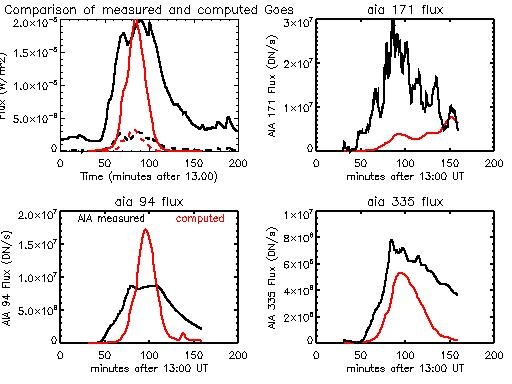 Comparison of measured and computed Goes
Flux (W/m^2)
2.0×10⁻⁵
1.5×10⁻⁵
1.0×10⁻⁵
5.0×10⁻⁶
0
0 50 100 150 200
Time (minutes after 13.00)
aia 171 flux
AIA 171 Flux (DN/s)
3×10⁷
2×10⁷
1×10⁷
0
0 50 100 150 200
minutes after 13:00 UT
aia 94 flux
AIA measured computed
AIA 94 Flux (DN/s)
2.0×10⁷
1.5×10⁷
1.0×10⁷
5.0×10⁶
0
0 50 100 150 200
minutes after 13:00 UT
aia 335 flux
AIA 335 Flux (DN/s)
1×10⁷
8×10⁶
6×10⁶
4×10⁶
2×10⁶
0
0 50 100 150 200
minutes after 13:00 UT